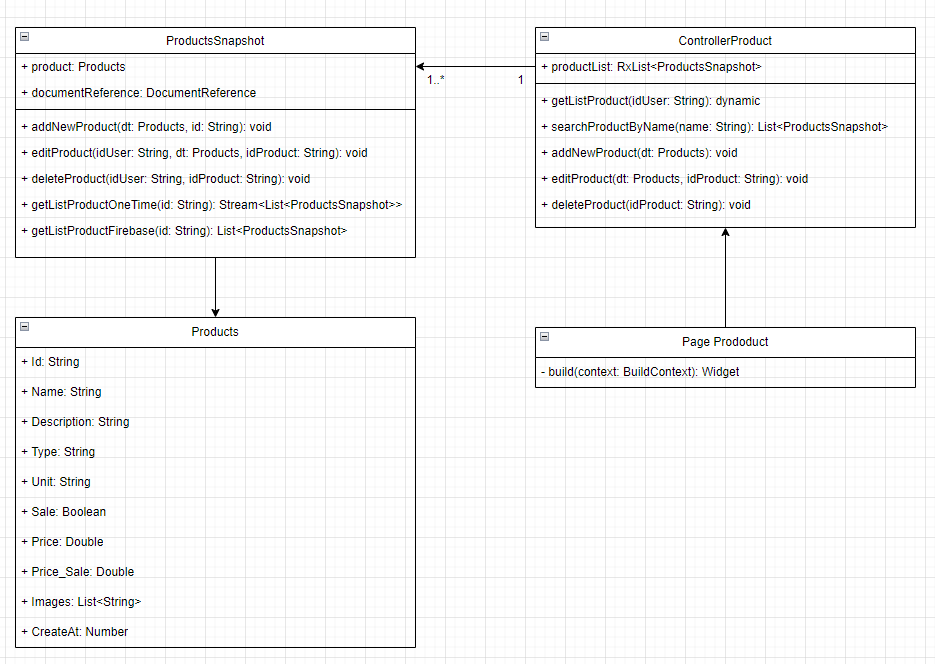 ProductsSnapshot
+ product: Products
+ documentReference: DocumentReference
+ addNewProduct(dt: Products, id: String): void
+ editProduct(idUser: String, dt: Products, idProduct: String): void
+ deleteProduct(idUser: String, idProduct: String): void
+ getListProductOneTime(id: String): Stream<List<ProductsSnapshot>>
+ getListProductFirebase(id: String): List<ProductsSnapshot>
1..*
1
ControllerProduct
+ productList: RxList<ProductsSnapshot>
+ getListProduct(idUser: String): dynamic
+ searchProductByName(name: String): List<ProductsSnapshot>
+ addNewProduct(dt: Products): void
+ editProduct(dt: Products, idProduct: String): void
+ deleteProduct(idProduct: String): void
Products
+ Id: String
+ Name: String
+ Description: String
+ Type: String
+ Unit: String
+ Sale: Boolean
+ Price: Double
+ Price_Sale: Double
+ Images: List<String>
+ CreateAt: Number
Page Prododuct
- build(context: BuildContext): Widget